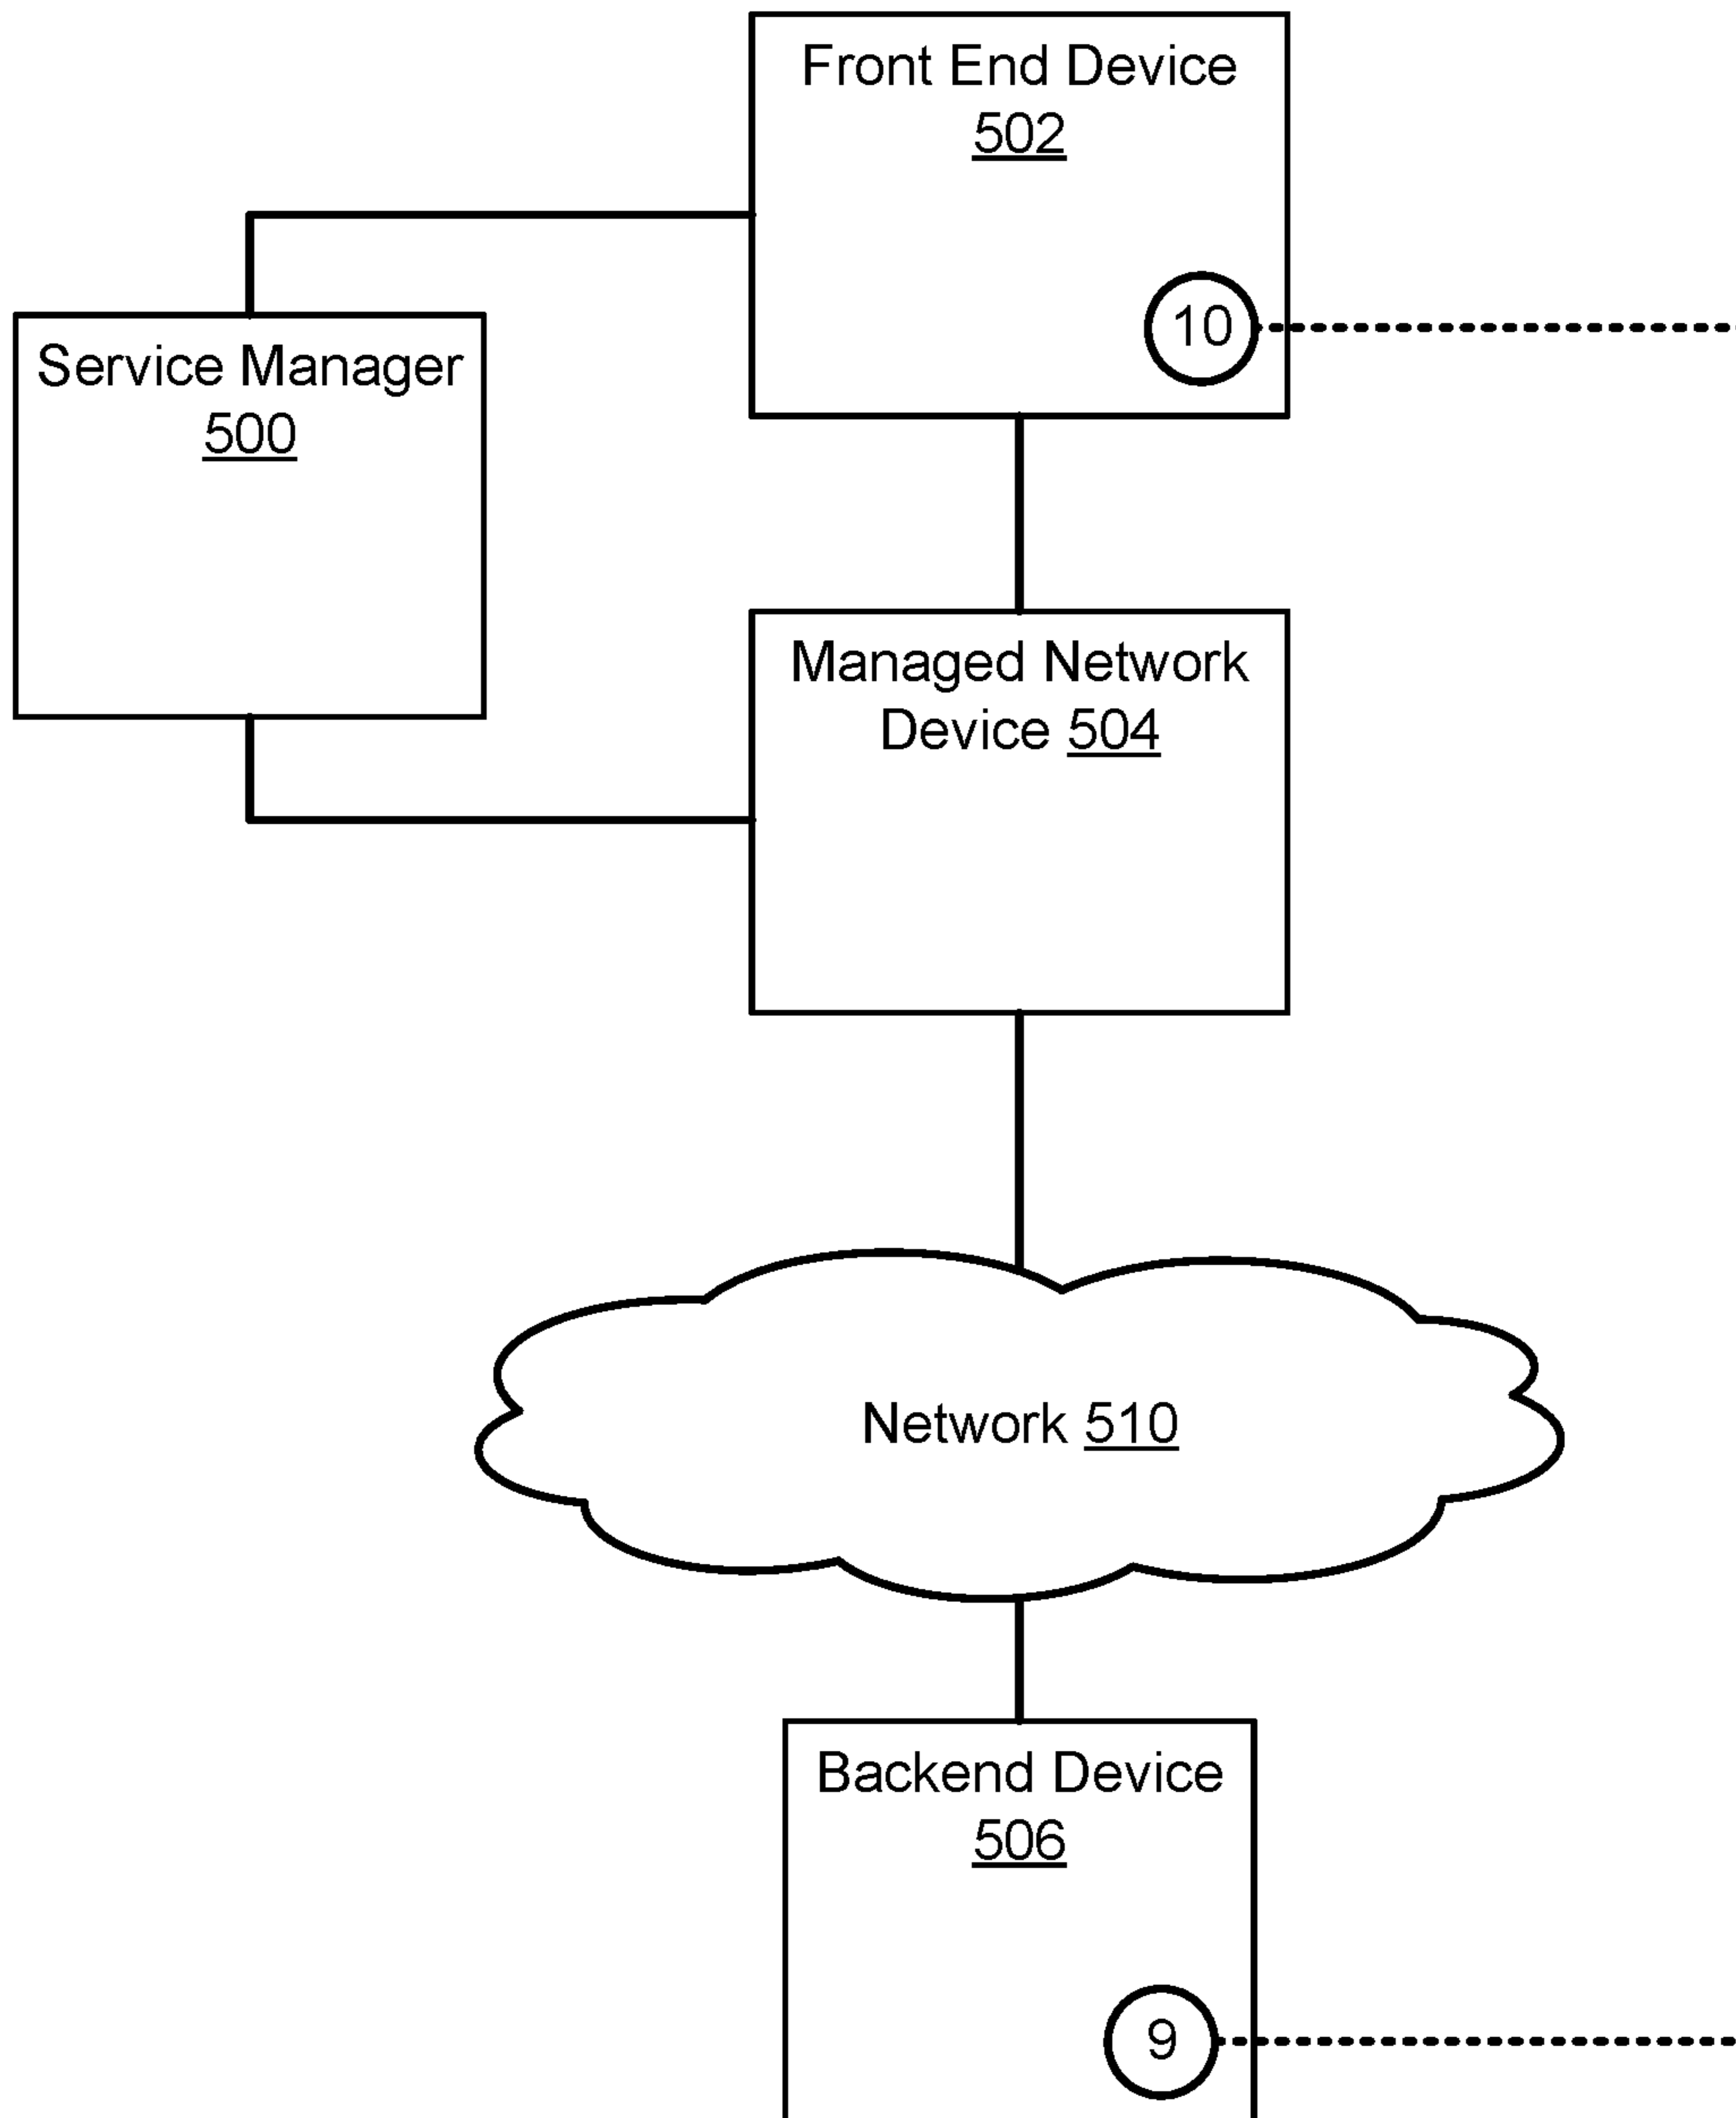 Front End Device
502
10
Service Manager
500
Managed Network
Device 504
Network 510
Backend Device
506
9